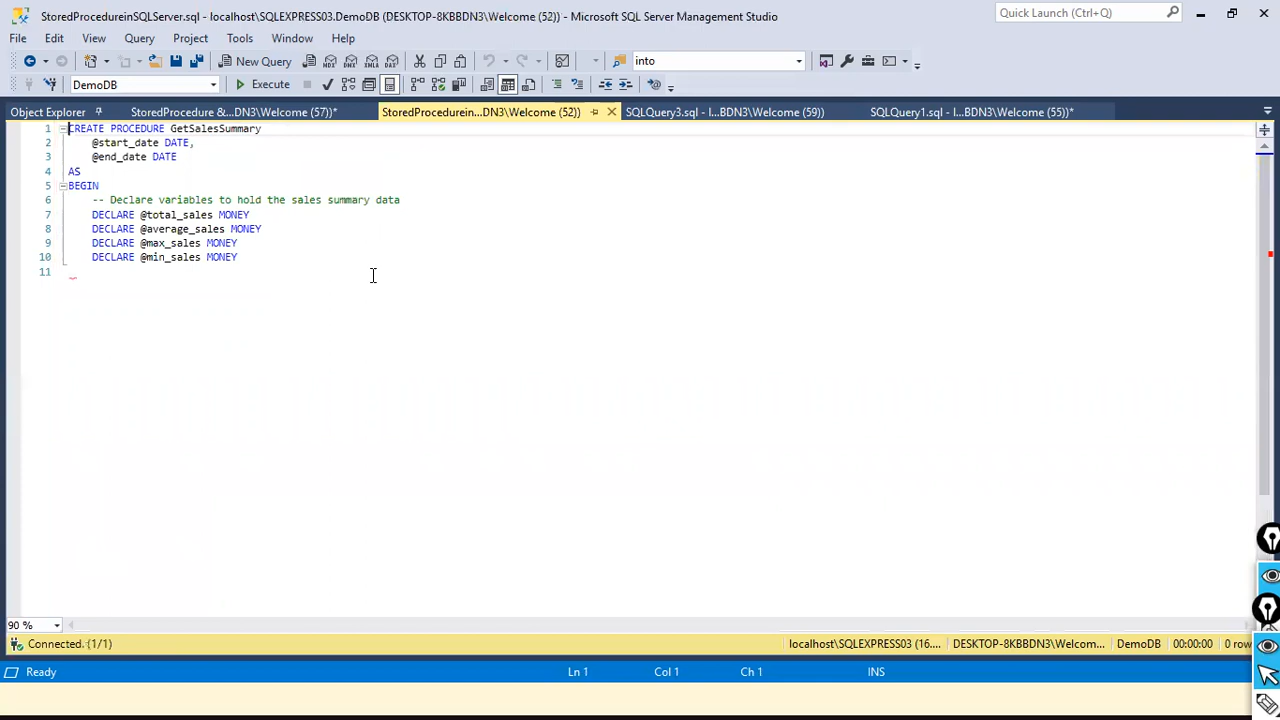 StoredProcedureinSQLServer.sql - localhost\SQLEXPRESS03.DemoDB (DESKTOP-8KBBDN3\Welcome (52)) - Microsoft SQL Server Management Studio
Quick Launch (Ctrl+Q)
File Edit View Query Project Tools Window Help
New Query
MDX DMX XMLA DAX
into
DemoDB
Execute
Object Explorer
StoredProcedure &...DN3\Welcome (57))*
StoredProcedurein...DN3\Welcome (52))
SQLQuery3.sql - l...BDN3\Welcome (59))
SQLQuery1.sql - l...BDN3\Welcome (55))*
1 CREATE PROCEDURE GetSalesSummary
2 @start_date DATE,
3 @end_date DATE
4 AS
5 BEGIN
6 -- Declare variables to hold the sales summary data
7 DECLARE @total_sales MONEY
8 DECLARE @average_sales MONEY
9 DECLARE @max_sales MONEY
10 DECLARE @min_sales MONEY
11
90 %
Connected. (1/1)
localhost\SQLEXPRESS03 (16....
DESKTOP-8KBBDN3\Welcom...
DemoDB
00:00:00
0 row
Ready
Ln 1
Col 1
Ch 1
INS